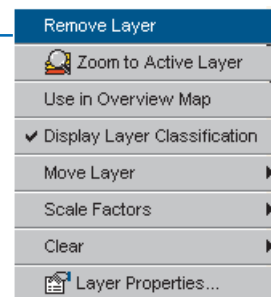 Remove Layer
Zoom to Active Layer
Use in Overview Map
Display Layer Classification
Move Layer
Scale Factors
Clear
Layer Properties...